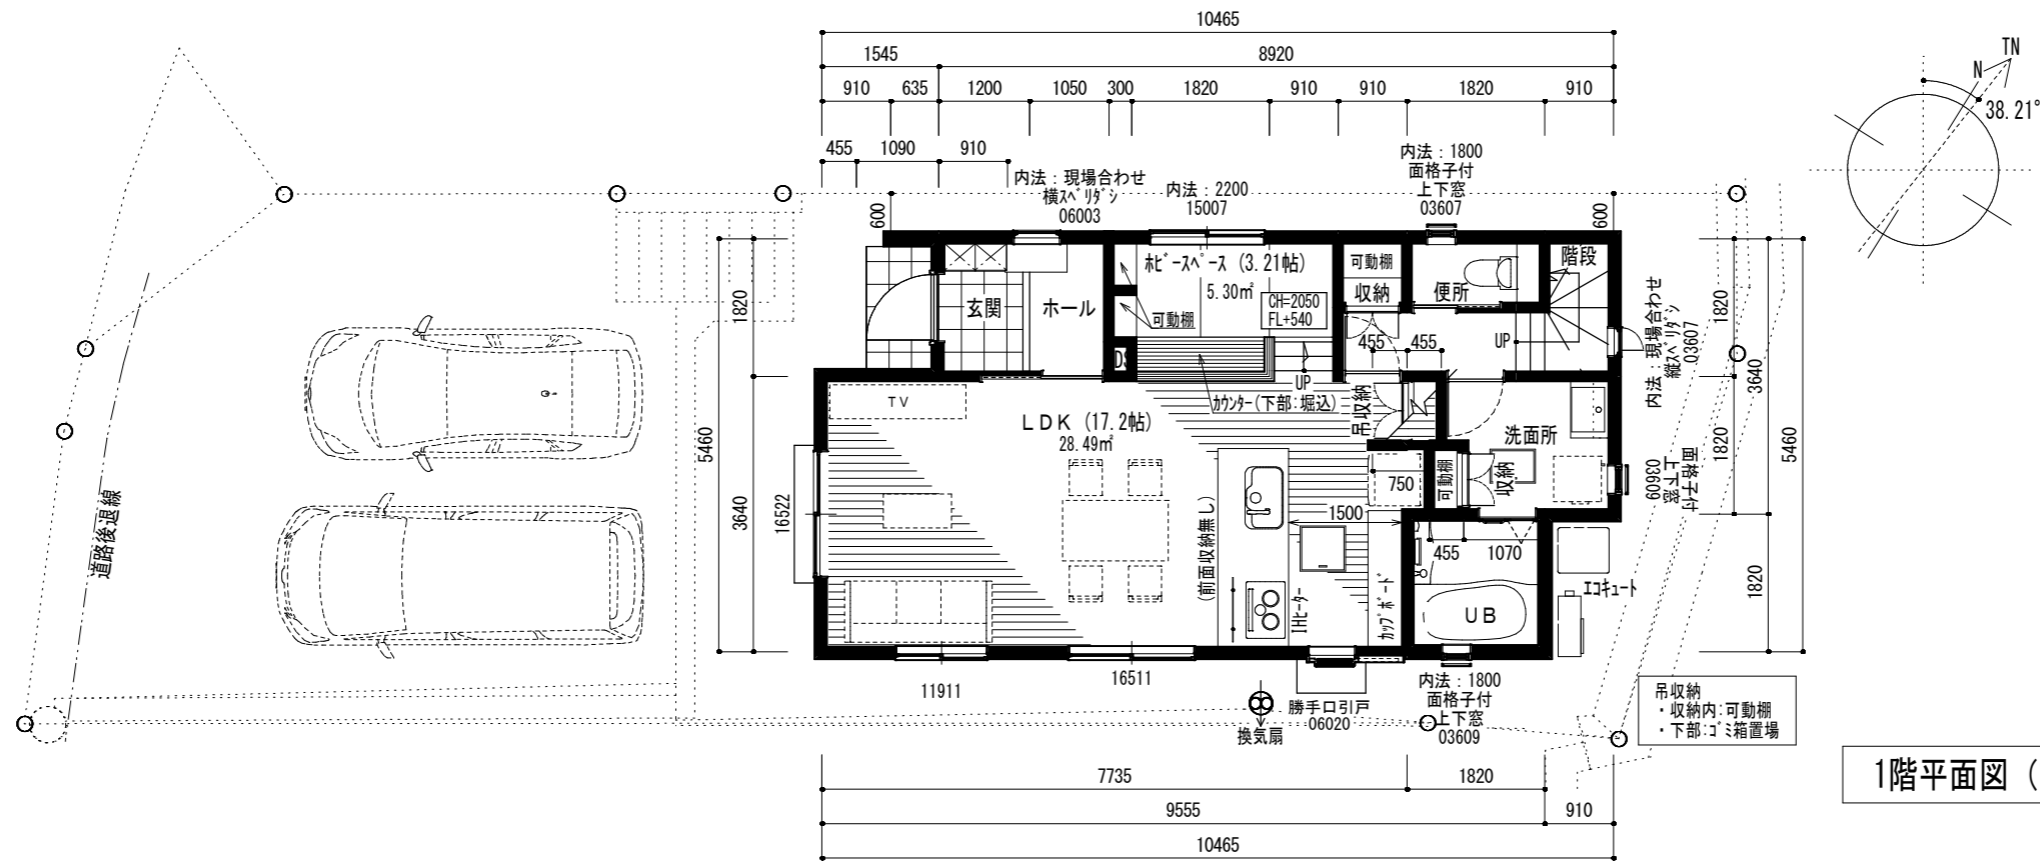 10465
1545 8920
910 635 1200 1050 300 1820 910 910 1820 910
455 1090 910
TN
N
38.21°
内法：現場合わせ
横スベリダシ
06003
内法：2200
15007
内法：1800
面格子付
上下窓
03607
600
600
玄関
ホール
ホビースペース (3.21帖)
5.30㎡
CH=2050
FL+540
可動棚
可動棚
収納
便所
階段
UP
455 455
UP
DS
カウンター(下部:堀込)
吊収納
内法：現場合わせ
縦スベリダシ
03607
1820
3640
5460
1820
3640
5460
1820
1820
TV
LDK (17.2帖)
28.49㎡
洗面所
可動棚
収納
750
1500
面格子付
上下窓
03609
16522
(前面収納無し)
IHヒーター
カップボード
455 1070
UB
エコキュート
道路後退線
11911
16511
換気扇
勝手口引戸
06020
内法：1800
面格子付
上下窓
03609
吊収納
・収納内:可動棚
・下部:ゴミ箱置場
7735 1820
9555 910
10465
1階平面図（